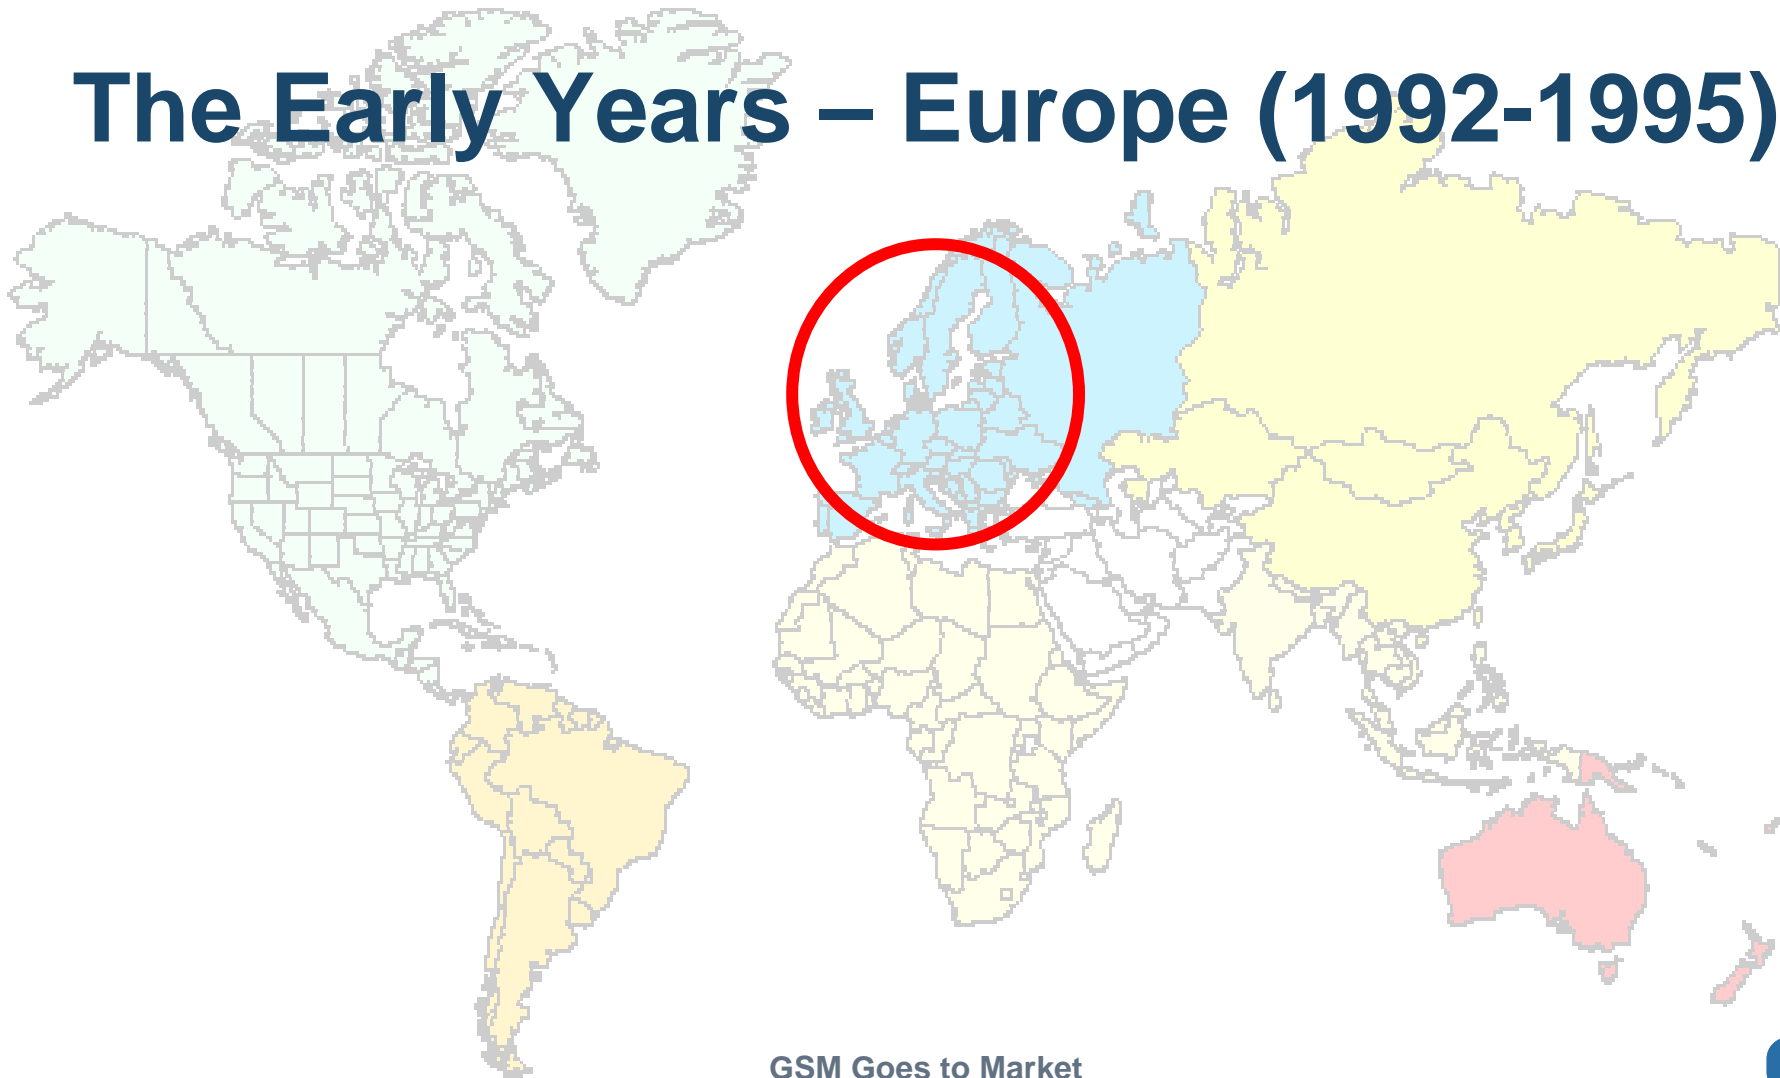 The Early Years – Europe (1992-1995)
GSM Goes to Market